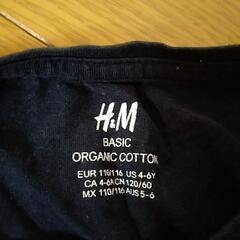 H&M
BASIC
ORGANIC COTTON
EUR 110/116 US 4-6Y
CA 4-6A CN 120/60
MX 110/116 AUS 5-6